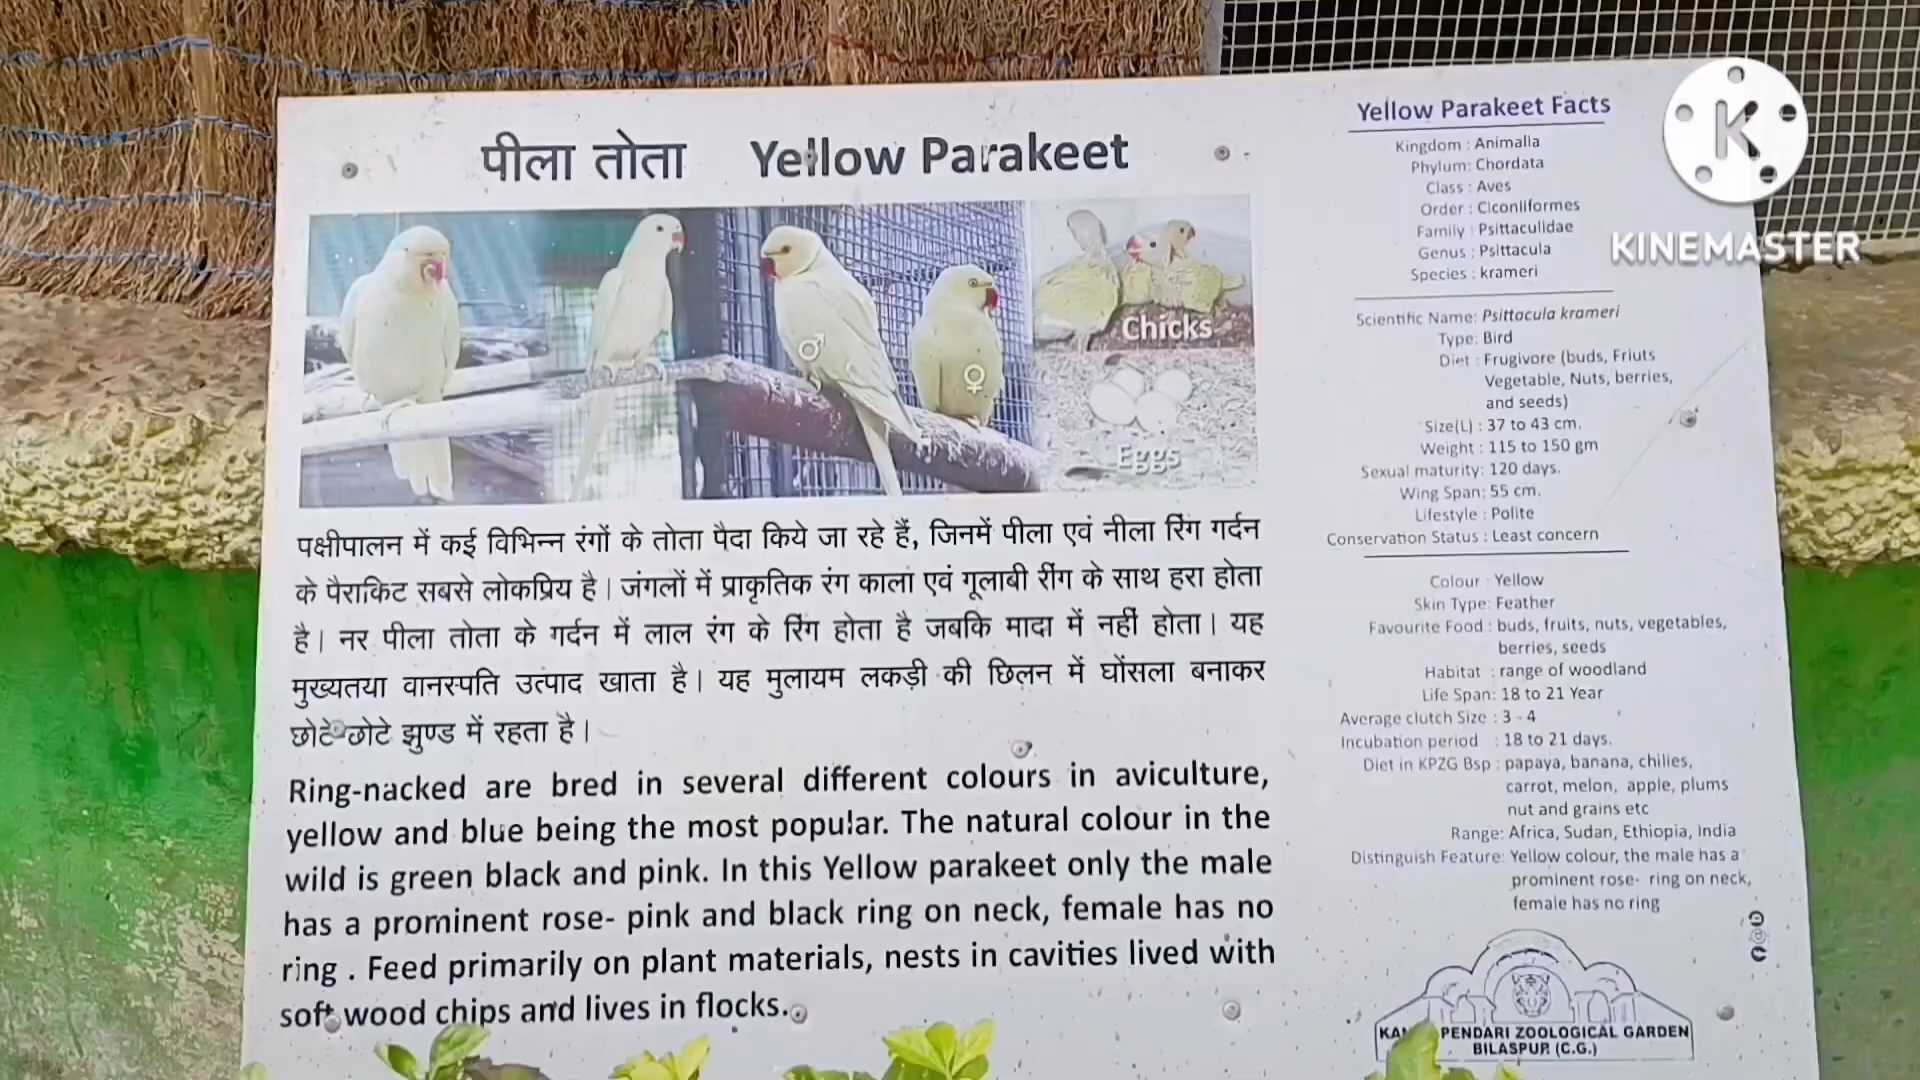 पीला तोता Yellow Parakeet
Chicks
Eggs
पक्षीपालन में कई विभिन्न रंगों के तोता पैदा किये जा रहे हैं, जिनमें पीला एवं नीला रिंग गर्दन
के पैराकिट सबसे लोकप्रिय है। जंगलों में प्राकृतिक रंग काला एवं गूलाबी रींग के साथ हरा होता
है। नर पीला तोता के गर्दन में लाल रंग के रिंग होता है जबकि मादा में नहीं होता। यह
मुख्यतया वानस्पति उत्पाद खाता है। यह मुलायम लकड़ी की छिलन में घोंसला बनाकर
छोटे-छोटे झुण्ड में रहता है।
Ring-nacked are bred in several different colours in aviculture,
yellow and blue being the most popular. The natural colour in the
wild is green black and pink. In this Yellow parakeet only the male
has a prominent rose- pink and black ring on neck, female has no
ring . Feed primarily on plant materials, nests in cavities lived with
soft wood chips and lives in flocks.
Yellow Parakeet Facts
Kingdom : Animalia
Phylum: Chordata
Class : Aves
Order : Ciconiiformes
Family : Psittaculidae
Genus : Psittacula
Species : krameri
Scientific Name: Psittacula krameri
Type: Bird
Diet : Frugivore (buds, Friuts
Vegetable, Nuts, berries,
and seeds)
Size(L) : 37 to 43 cm.
Weight : 115 to 150 gm
Sexual maturity: 120 days.
Wing Span: 55 cm.
Lifestyle : Polite
Conservation Status : Least concern
Colour : Yellow
Skin Type: Feather
Favourite Food : buds, fruits, nuts, vegetables,
berries, seeds
Habitat : range of woodland
Life Span: 18 to 21 Year
Average clutch Size : 3 - 4
Incubation period : 18 to 21 days.
Diet in KPZG Bsp : papaya, banana, chilies,
carrot, melon, apple, plums
nut and grains etc
Range: Africa, Sudan, Ethiopia, India
Distinguish Feature: Yellow colour, the male has a
prominent rose- ring on neck,
female has no ring
PENDARI ZOOLOGICAL GARDEN
BILASPUR (C.G.)
K
KINEMASTER